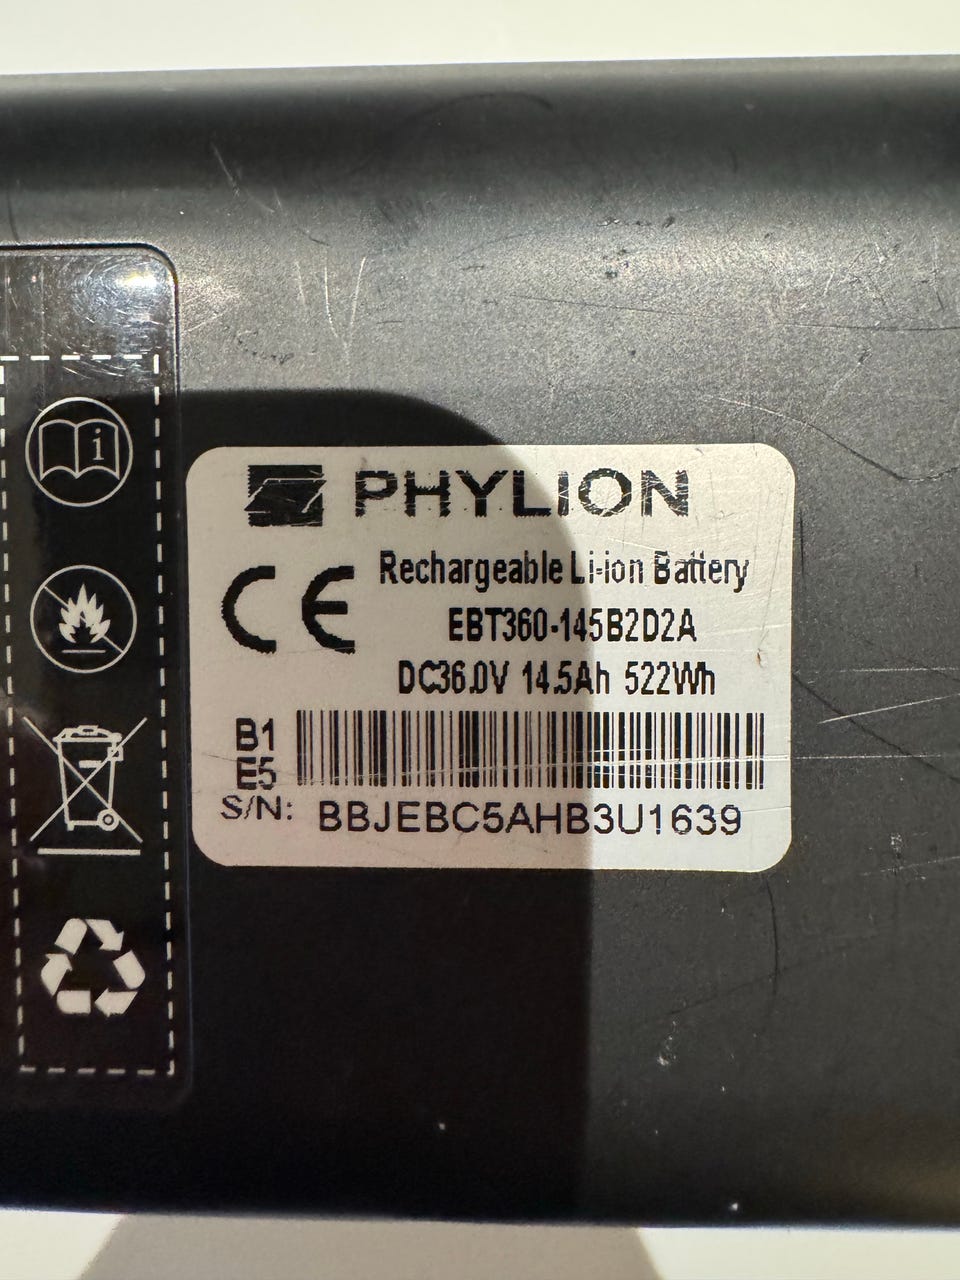 PHYLION
Rechargeable Li-ion Battery
EBT360-145B2D2A
DC36.0V 14.5Ah 522Wh
B1
E5
S/N: BBJEBC5AHB3U1639
CE
i